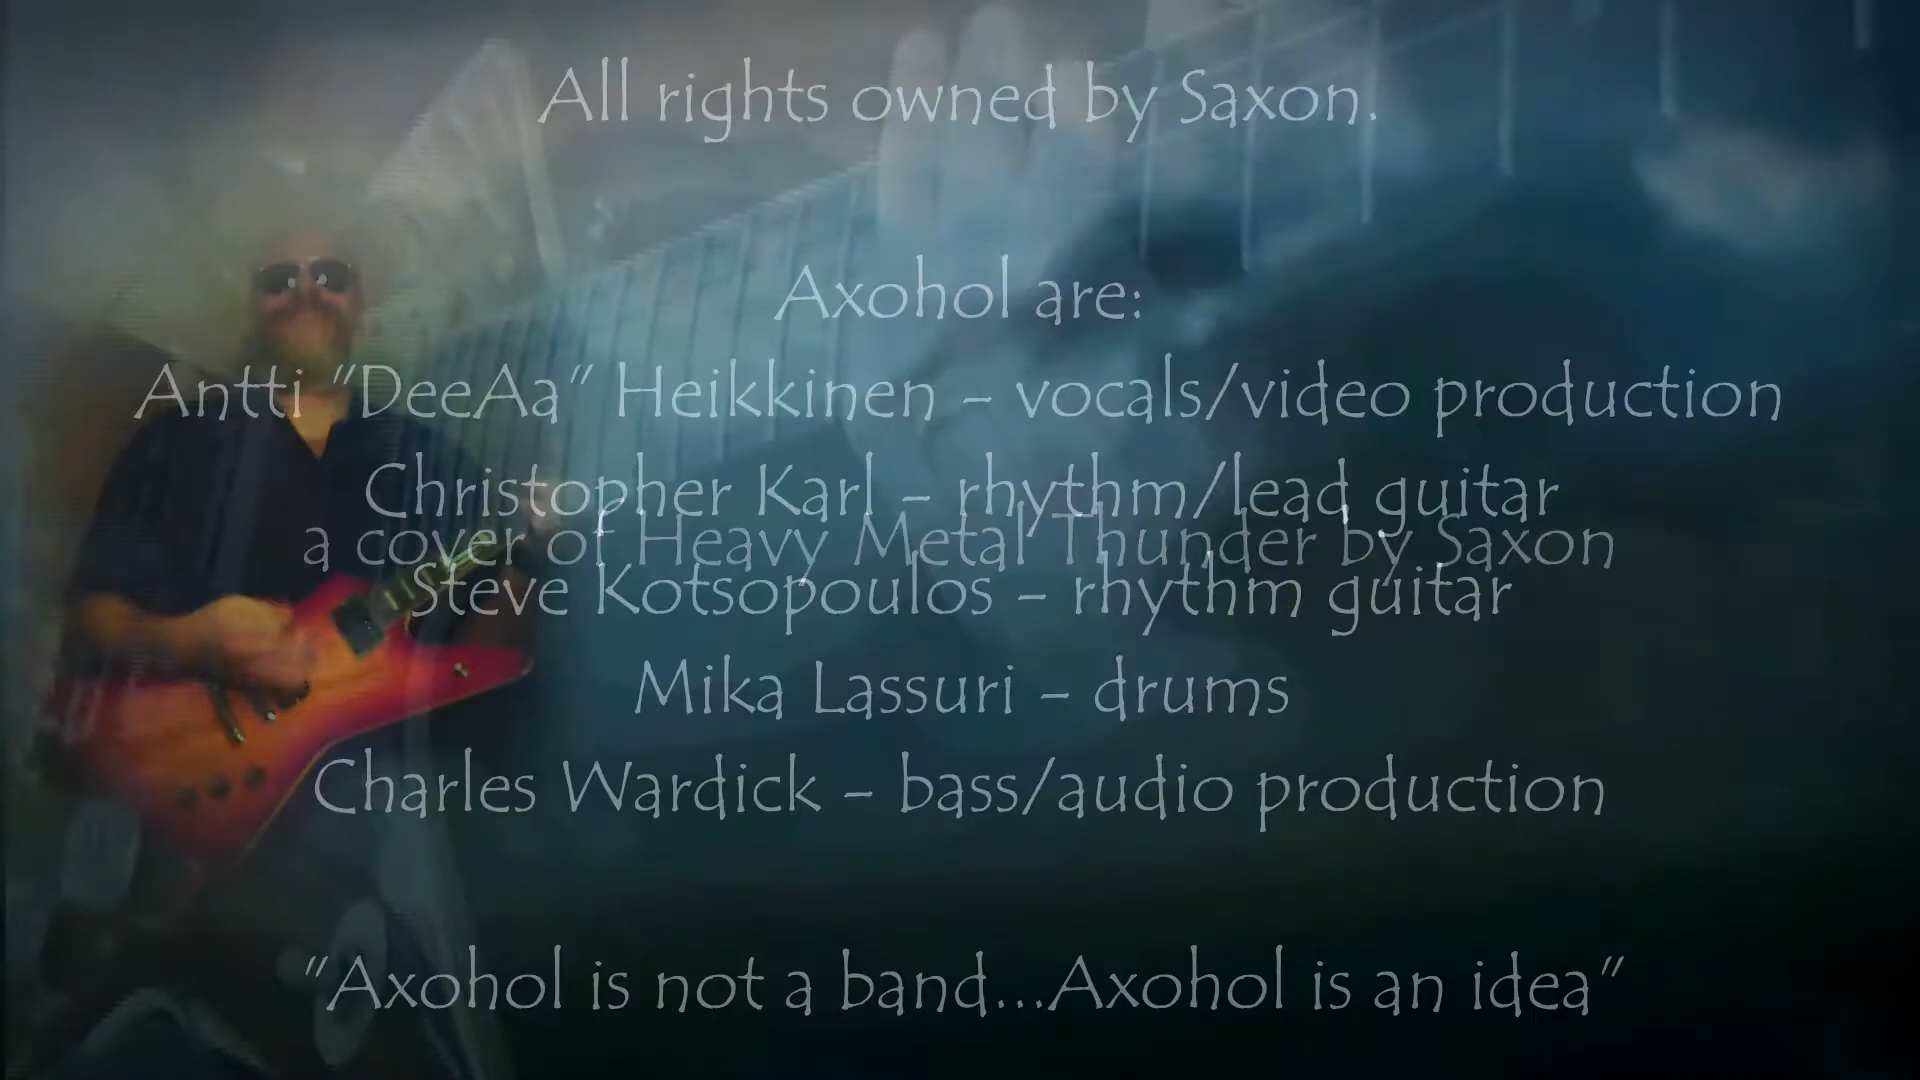 All rights owned by Saxon.
Axohol are:
Antti "DeeAa" Heikkinen - vocals/video production
Christopher Karl - rhythm/lead guitar
a cover of Heavy Metal Thunder by Saxon
Steve Kotsopoulos - rhythm guitar
Mika Lassuri - drums
Charles Wardick - bass/audio production
"Axohol is not a band...Axohol is an idea"